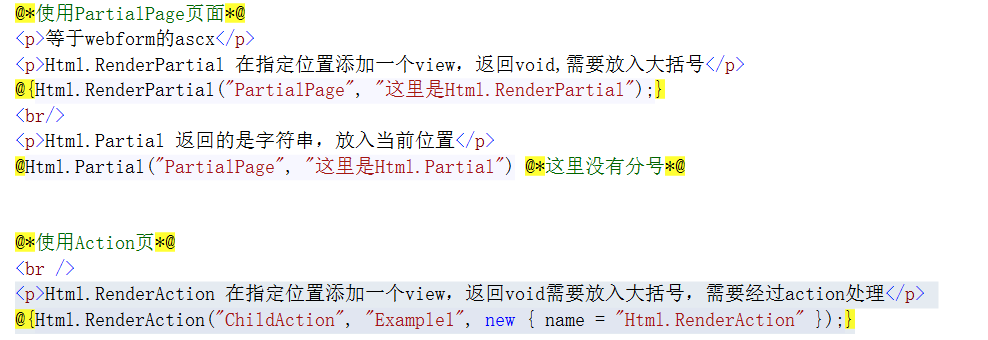 @*使用PartialPage页面*@
<p>等于webform的ascx</p>
<p>Html.RenderPartial 在指定位置添加一个view，返回void,需要放入大括号</p>
@{Html.RenderPartial("PartialPage", "这里是Html.RenderPartial");}
<br/>
<p>Html.Partial 返回的是字符串，放入当前位置</p>
@Html.Partial("PartialPage", "这里是Html.Partial") @*这里没有分号*@
@*使用Action页*@
<br />
<p>Html.RenderAction 在指定位置添加一个view，返回void需要放入大括号，需要经过action处理</p>
@{Html.RenderAction("ChildAction", "Example1", new { name = "Html.RenderAction" });}